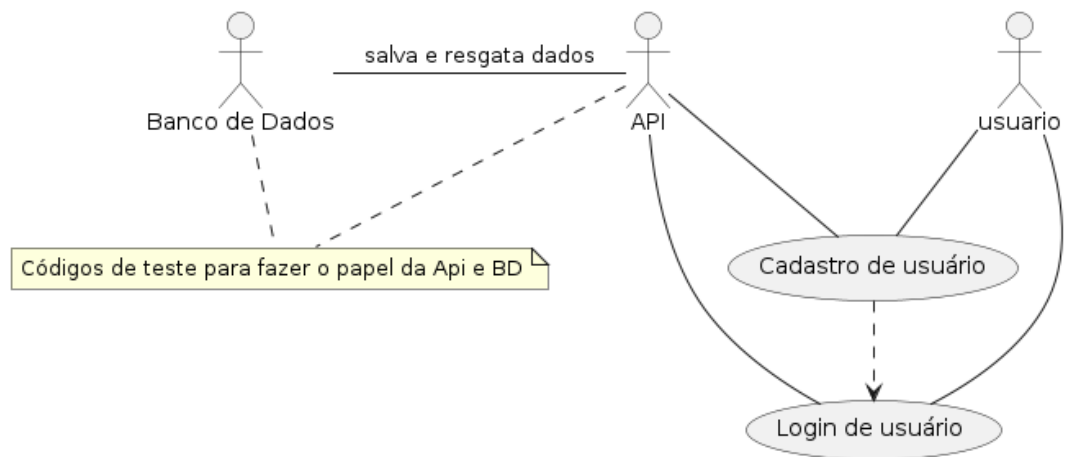 salva e resgata dados
Banco de Dados
API
usuario
Códigos de teste para fazer o papel da Api e BD
Cadastro de usuário
Login de usuário